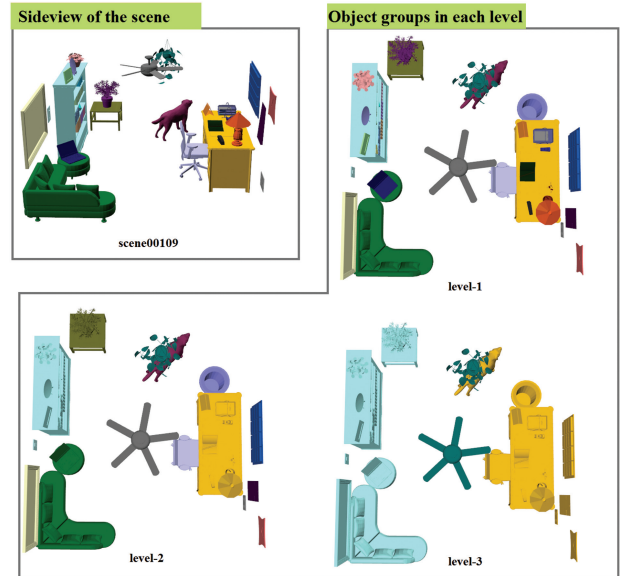 Sideview of the scene
Object groups in each level
scene00109
level-1
level-2
level-3